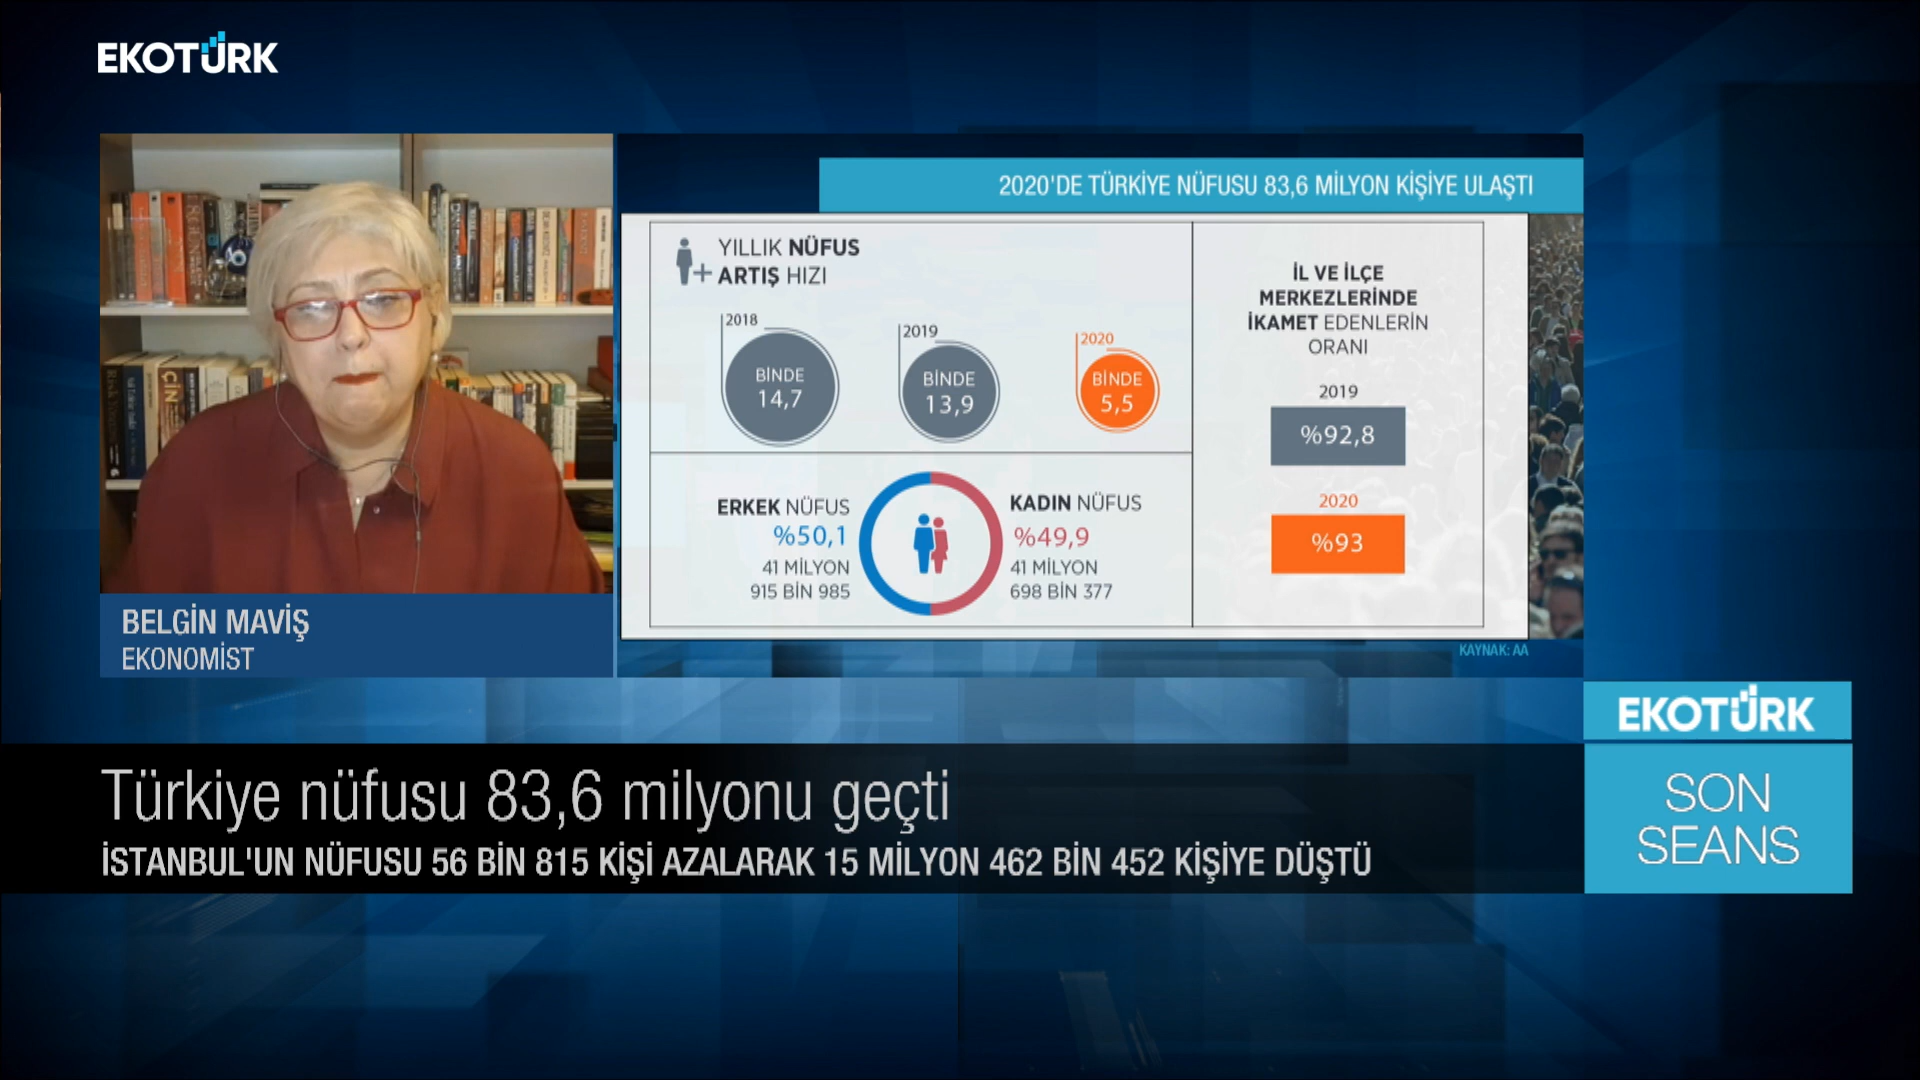 EKOTÜRK
2020'DE TÜRKİYE NÜFUSU 83,6 MİLYON KİŞİYE ULAŞTI
YILLIK NÜFUS
ARTIŞ HIZI
2018
BİNDE
14,7
2019
BİNDE
13,9
2020
BİNDE
5,5
ERKEK NÜFUS
%50,1
41 MİLYON
915 BİN 985
KADIN NÜFUS
%49,9
41 MİLYON
698 BİN 377
İL VE İLÇE
MERKEZLERİNDE
İKAMET EDENLERİN
ORANI
2019
%92,8
2020
%93
KAYNAK: AA
ÇİN
BELGİN MAVİŞ
EKONOMİST
EKOTÜRK
SON
SEANS
Türkiye nüfusu 83,6 milyonu geçti
İSTANBUL'UN NÜFUSU 56 BİN 815 KİŞİ AZALARAK 15 MİLYON 462 BİN 452 KİŞİYE DÜŞTÜ